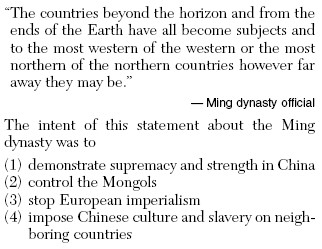 “The countries beyond the horizon and from the
ends of the Earth have all become subjects and
to the most western of the western or the most
northern of the northern countries however far
away they may be.”
— Ming dynasty official
The intent of this statement about the Ming
dynasty was to
(1) demonstrate supremacy and strength in China
(2) control the Mongols
(3) stop European imperialism
(4) impose Chinese culture and slavery on neigh-
boring countries